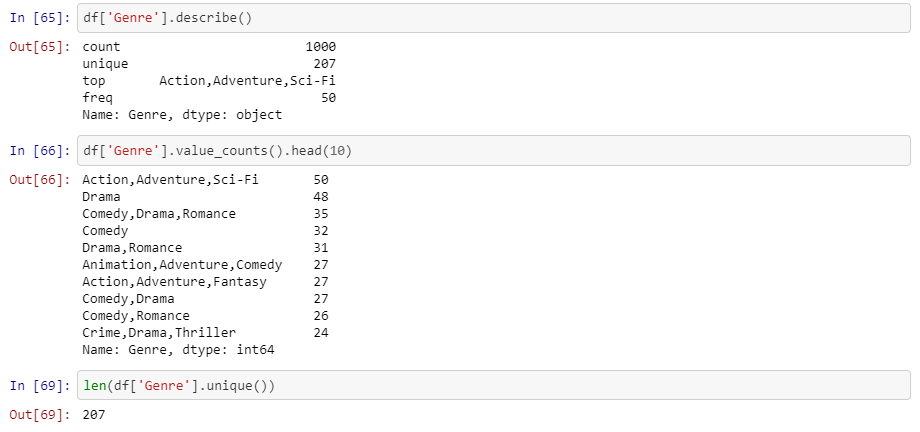 In [65]: df['Genre'].describe()
Out[65]: count                        1000
unique                        207
top       Action,Adventure,Sci-Fi
freq                           50
Name: Genre, dtype: object
In [66]: df['Genre'].value_counts().head(10)
Out[66]: Action,Adventure,Sci-Fi       50
Drama                         48
Comedy,Drama,Romance          35
Comedy                        32
Drama,Romance                 31
Animation,Adventure,Comedy    27
Action,Adventure,Fantasy      27
Comedy,Drama                  27
Comedy,Romance                26
Crime,Drama,Thriller          24
Name: Genre, dtype: int64
In [69]: len(df['Genre'].unique())
Out[69]: 207